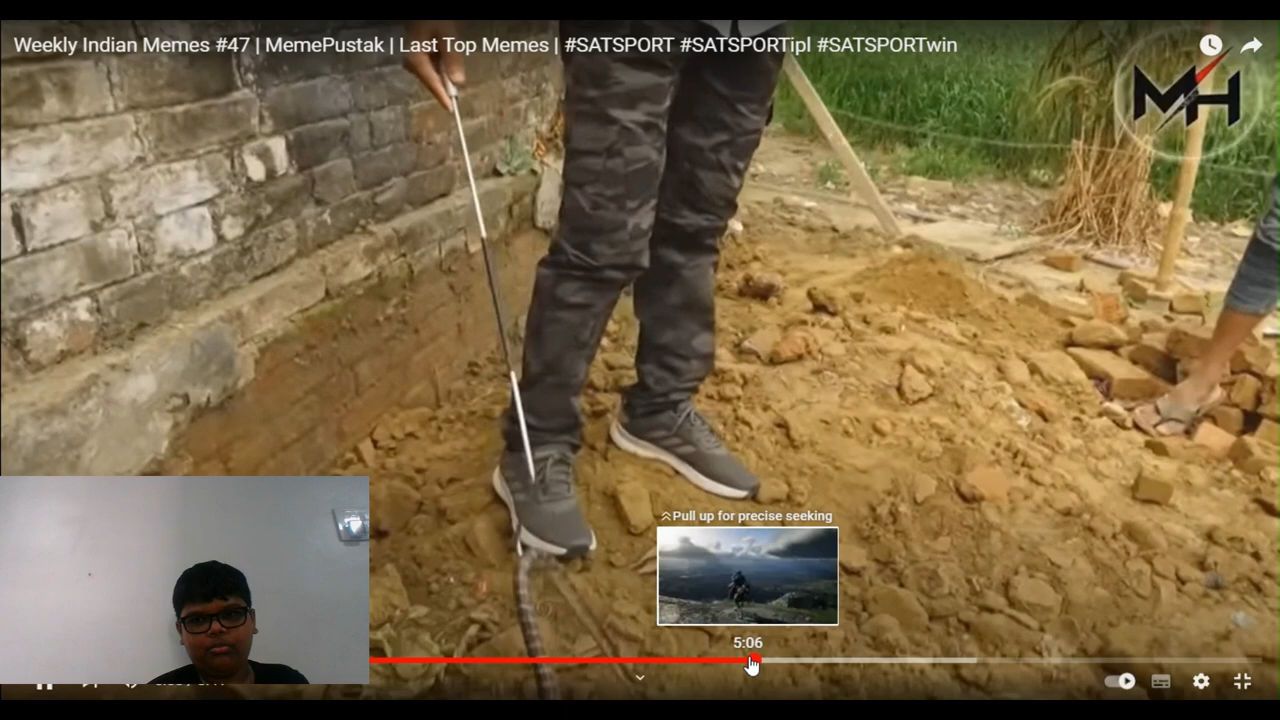 Weekly Indian Memes #47 | MemePustak | Last Top Memes | #SATSPORT #SATSPORTipl #SATSPORTwin
MH
Pull up for precise seeking
5:06